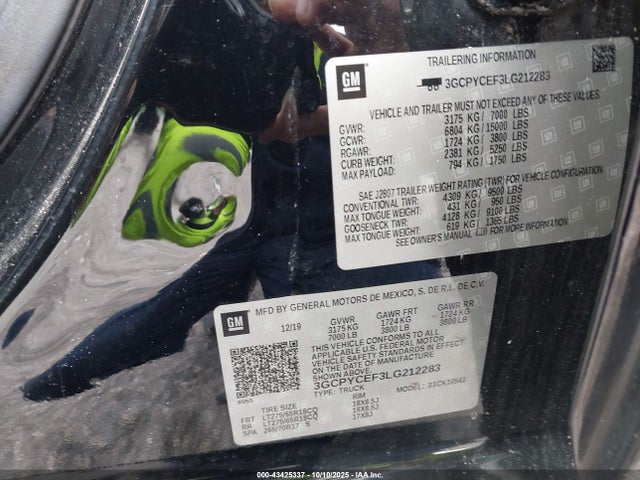 GM
TRAILERING INFORMATION
3GCPYCEF3LG212283
VEHICLE AND TRAILER MUST NOT EXCEED ANY OF THESE VALUES
GVWR: 3175 KG / 7000 LBS
GCWR: 6804 KG / 15000 LBS
RGAWR: 1724 KG / 3800 LBS
CURB WEIGHT: 2381 KG / 5250 LBS
MAX PAYLOAD: 794 KG / 1750 LBS
SAE J2807 TRAILER WEIGHT RATING (TWR) FOR VEHICLE CONFIGURATION
CONVENTIONAL TWR: 4309 KG / 9500 LBS
MAX TONGUE WEIGHT: 431 KG / 950 LBS
GOOSENECK TWR: 4128 KG / 9100 LBS
MAX TONGUE WEIGHT: 619 KG / 1365 LBS
SEE OWNER'S MANUAL FOR MORE INFORMATION
GM
MFD BY GENERAL MOTORS DE MEXICO, S. DE R.L. DE C.V.
12/19 GVWR GAWR FRT GAWR RR
3175 KG 1724 KG 1724 KG
7000 LB 3800 LB 3800 LB
THIS VEHICLE CONFORMS TO ALL
APPLICABLE U.S. FEDERAL MOTOR
VEHICLE SAFETY STANDARDS IN EFFECT
ON THE DATE OF MANUFACTURE
SHOWN ABOVE.
3GCPYCEF3LG212283
TYPE: TRUCK MODEL:
TIRE SIZE RIM
FRT LT275/65R18CQ 18X8.5J
RR LT275/65R18CQ 18X8.5J
SPA 265/70R17 S 17X8J
000-43425337 - 10/10/2025 - IAAI.com